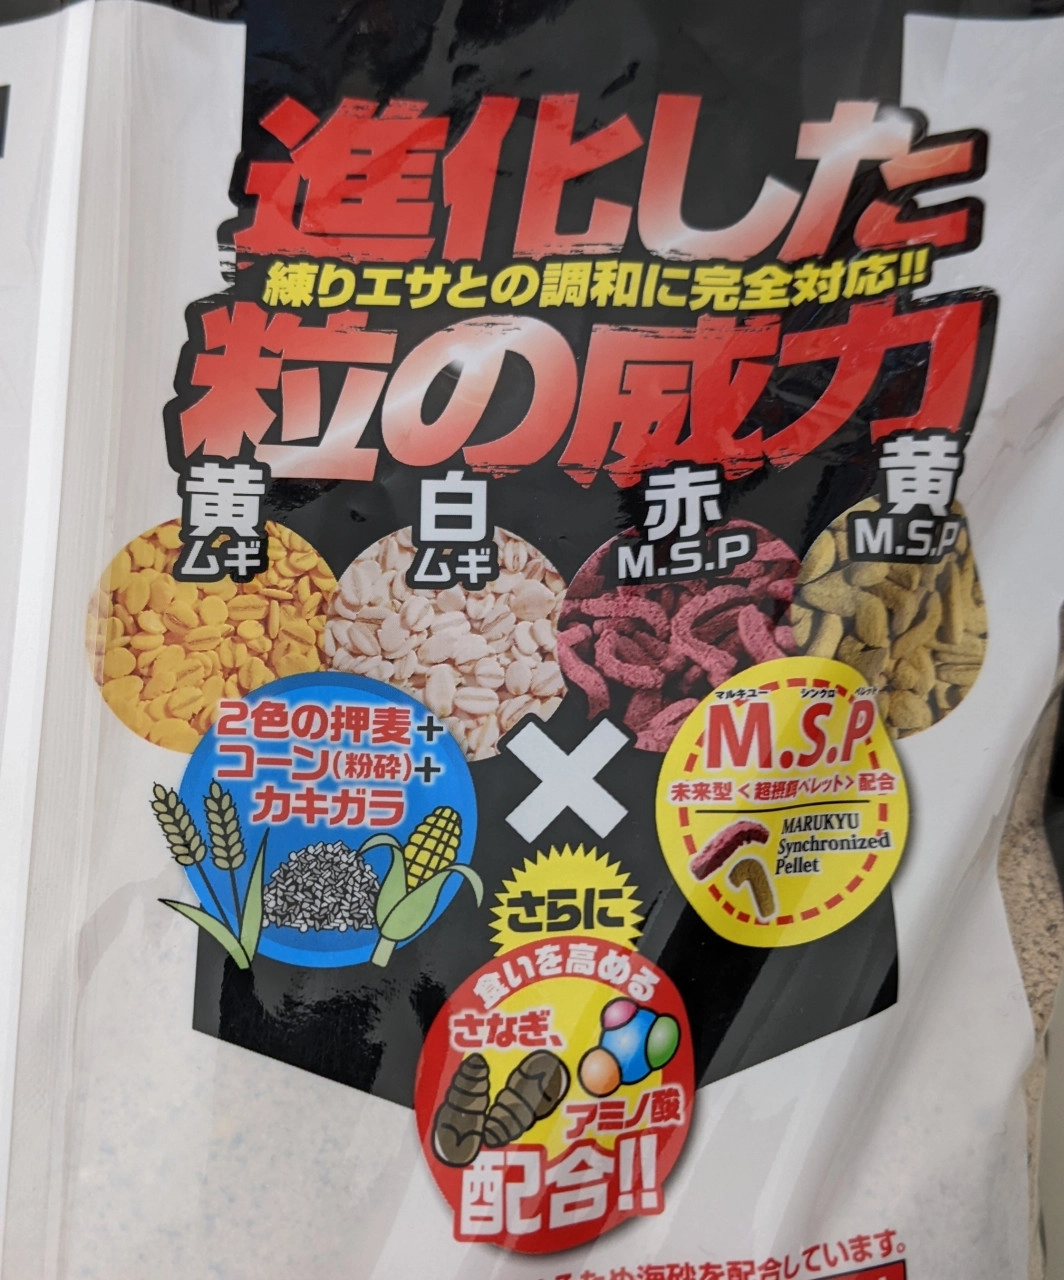 進化した
練りエサとの調和に完全対応!!
粒の威力
黄
ムギ
白
ムギ
赤
M.S.P
黄
M.S.P
2色の押麦+
コーン(粉砕)+
カキガラ
マルキユー シンクロ ペレット
M.S.P
未来型<超摂餌ペレット>配合
MARUKYU
Synchronized
Pellet
さらに
食いを高める
さなぎ、
アミノ酸
配合!!
ため海砂を配合しています。